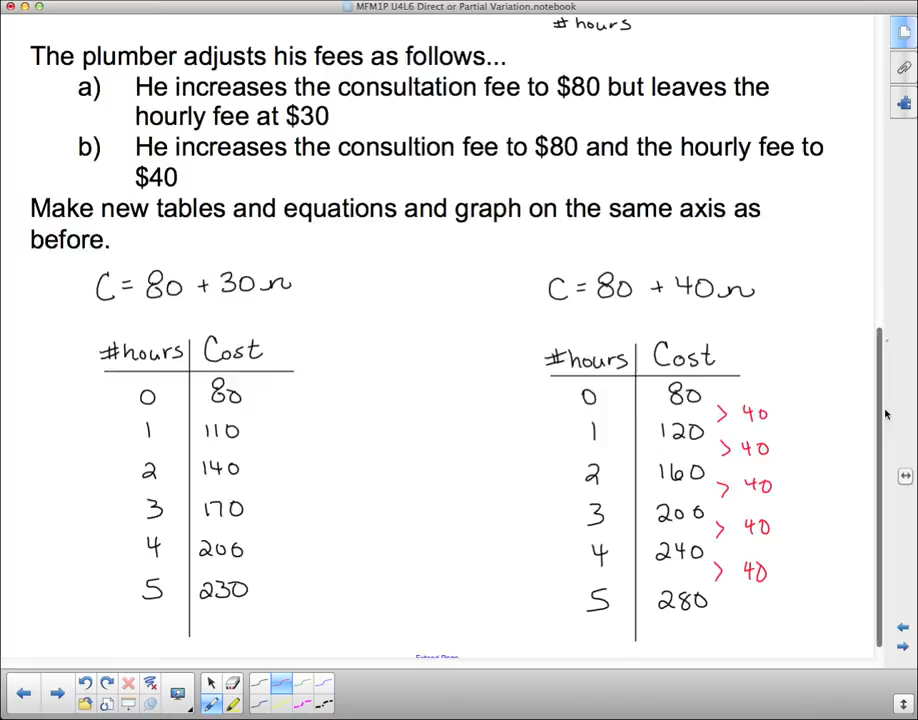 MFM1P U4L6 Direct or Partial Variation.notebook
# hours
The plumber adjusts his fees as follows...
a) He increases the consultation fee to $80 but leaves the
hourly fee at $30
b) He increases the consultion fee to $80 and the hourly fee to
$40
Make new tables and equations and graph on the same axis as
before.
C = 80 + 30n
#hours Cost
0 80
1 110
2 140
3 170
4 200
5 230
C = 80 + 40n
#hours Cost
0 80
> 40
1 120
> 40
2 160
> 40
3 200
> 40
4 240
> 40
5 280
Extend Page